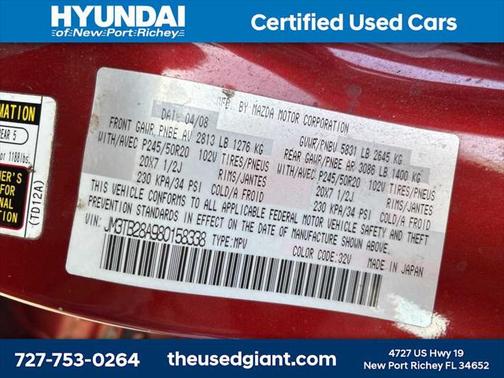 HYUNDAI
of New Port Richey
Certified Used Cars
MFG. BY MAZDA MOTOR CORPORATION
DAT: 04/08
FRONT GAWR/PNBE AV 2813 LB 1276 KG
WITH/AVEC P245/50R20 102V TIRES/PNEUS
20X7 1/2J RIMS/JANTES
230 KPA/34 PSI COLD/A FROID
GVWR/PNBV 5831 LB 2645 KG
REAR GAWR/PNBE AR 3086 LB 1400 KG
WITH/AVEC P245/50R20 102V TIRES/PNEUS
20X7 1/2J RIMS/JANTES
230 KPA/34 PSI COLD/A FROID
THIS VEHICLE CONFORMS TO ALL APPLICABLE FEDERAL MOTOR VEHICLE SAFETY AND THEFT
PREVENTION STANDARDS IN EFFECT ON THE DATE OF MANUFACTURE SHOWN ABOVE.
VIN: JM3TB28A980158338 TYPE: MPV
COLOR CODE: 32V
MADE IN JAPAN
(TD12A)
727-753-0264
theusedgiant.com
4727 US Hwy 19
New Port Richey FL 34652